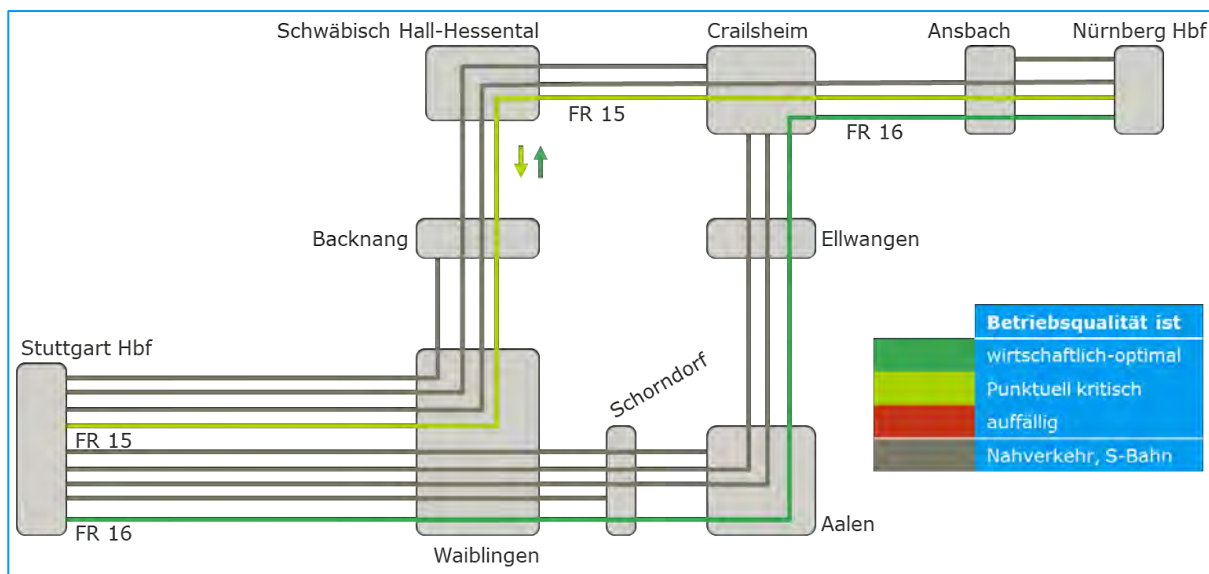 Schwäbisch Hall-Hessental
Crailsheim
Ansbach
Nürnberg Hbf
FR 15
FR 16
Backnang
Ellwangen
Stuttgart Hbf
Schorndorf
FR 15
FR 16
Waiblingen
Aalen
Betriebsqualität ist
wirtschaftlich-optimal
Punktuell kritisch
auffällig
Nahverkehr, S-Bahn